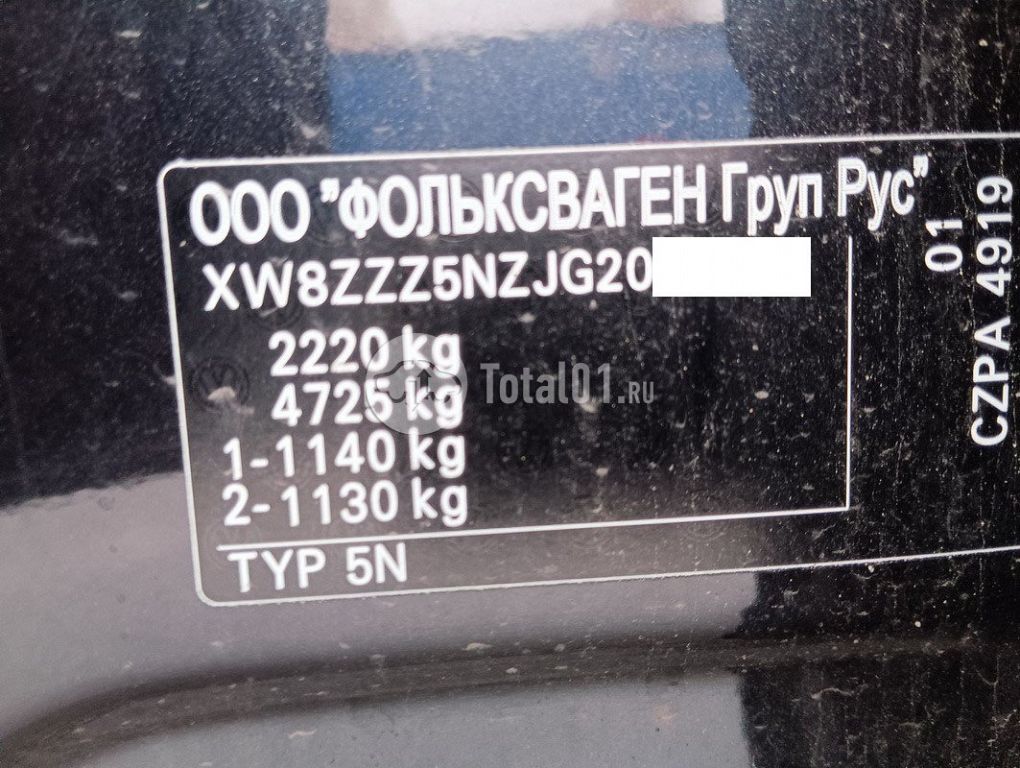 ООО "ФОЛЬКСВАГЕН Груп Рус"
XW8ZZZ5NZJG20
2220 kg
4725 kg
1-1140 kg
2-1130 kg
TYP 5N
01
CZPA 4919
Total01.ru